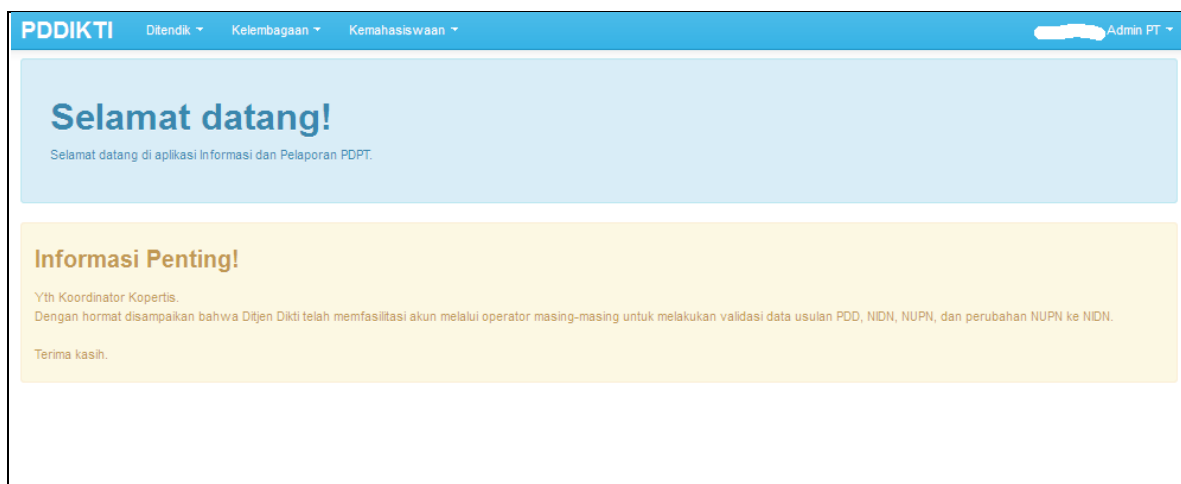 PDDIKTI Ditendik Kelembagaan Kemahasiswaan Admin PT
Selamat datang!
Selamat datang di aplikasi Informasi dan Pelaporan PDPT.
Informasi Penting!
Yth Koordinator Kopertis.
Dengan hormat disampaikan bahwa Ditjen Dikti telah memfasilitasi akun melalui operator masing-masing untuk melakukan validasi data usulan PDD, NIDN, NUPN, dan perubahan NUPN ke NIDN.
Terima kasih.